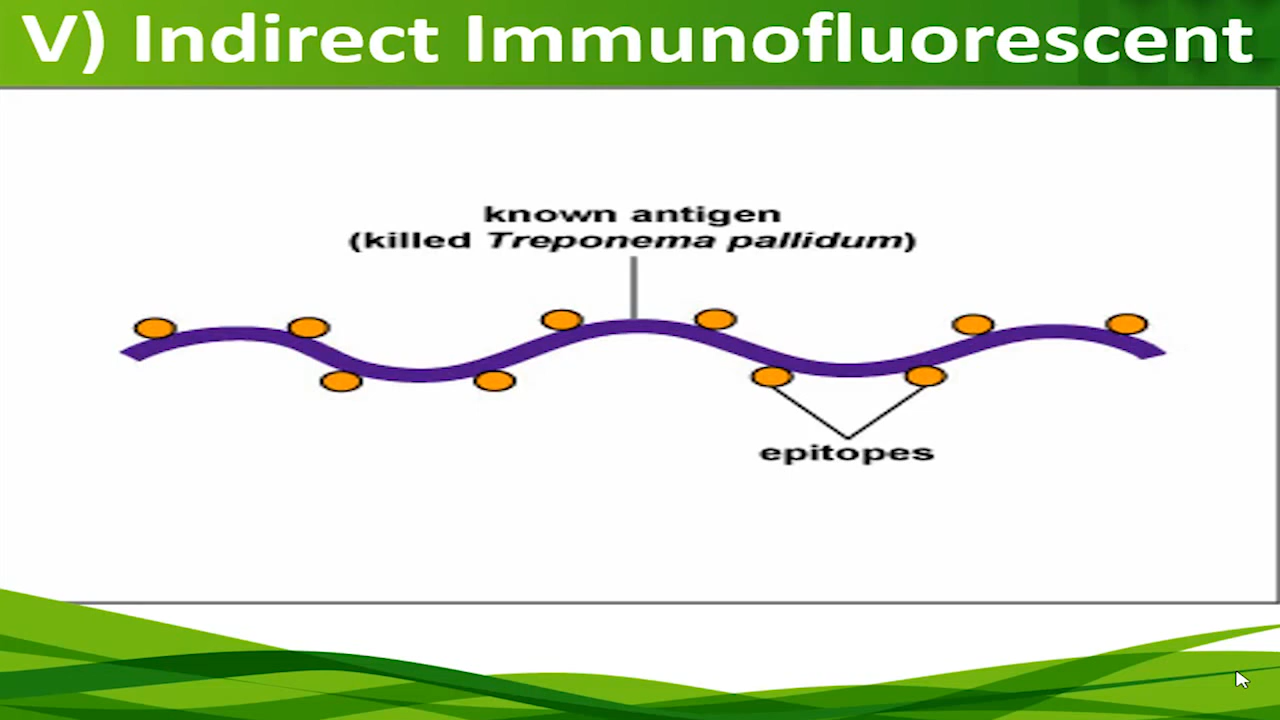 V) Indirect Immunofluorescent
known antigen
(killed Treponema pallidum)
epitopes